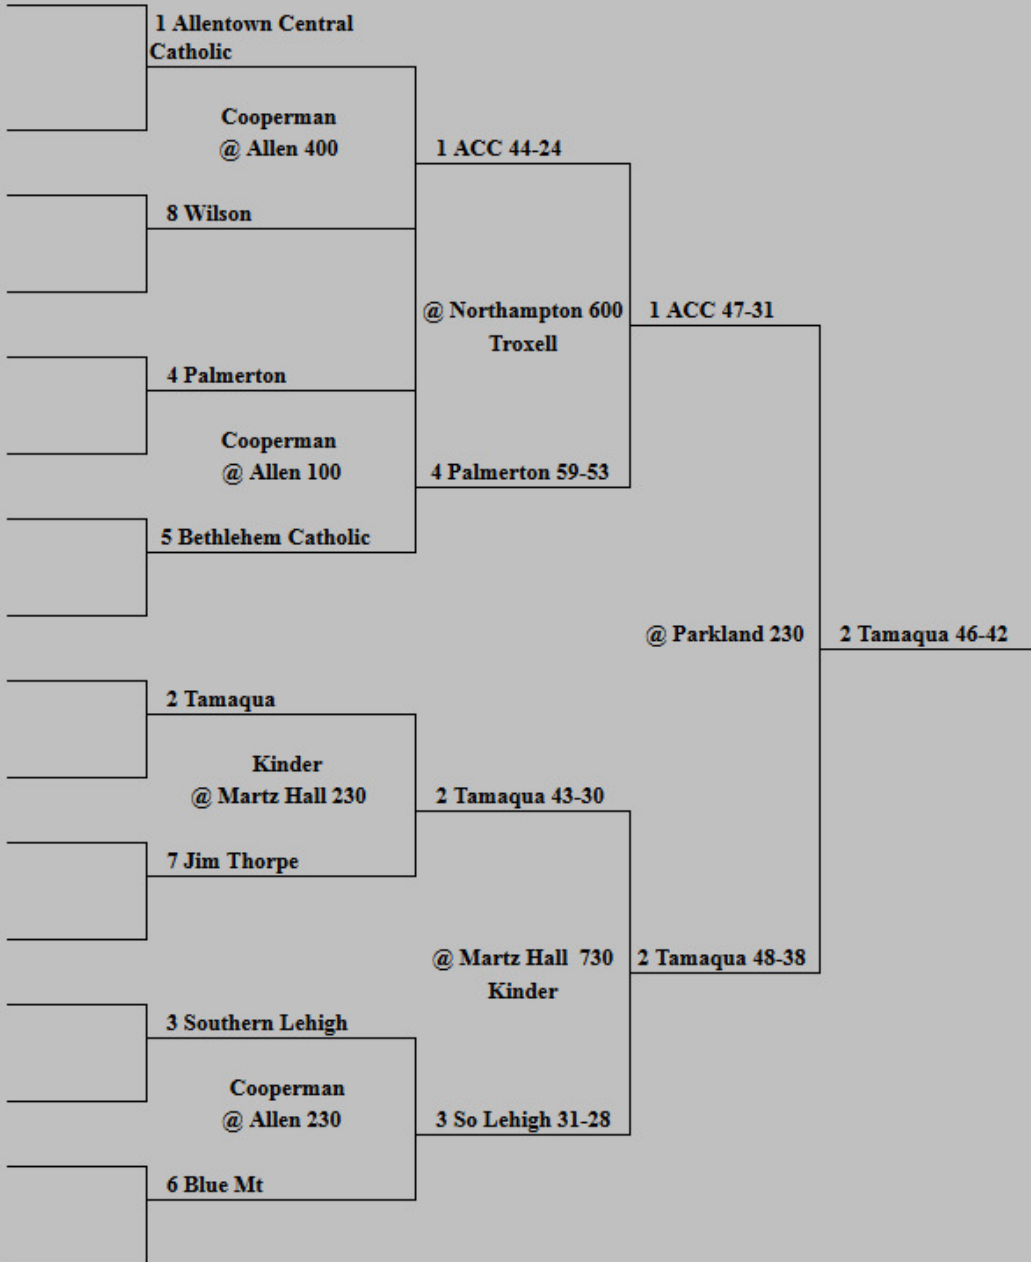 1 Allentown Central
Catholic
Cooperman
@ Allen 400
1 ACC 44-24
8 Wilson
@ Northampton 600
Troxell
1 ACC 47-31
4 Palmerton
Cooperman
@ Allen 100
4 Palmerton 59-53
5 Bethlehem Catholic
@ Parkland 230
2 Tamaqua 46-42
2 Tamaqua
Kinder
@ Martz Hall 230
2 Tamaqua 43-30
7 Jim Thorpe
@ Martz Hall 730
Kinder
2 Tamaqua 48-38
3 Southern Lehigh
Cooperman
@ Allen 230
3 So Lehigh 31-28
6 Blue Mt